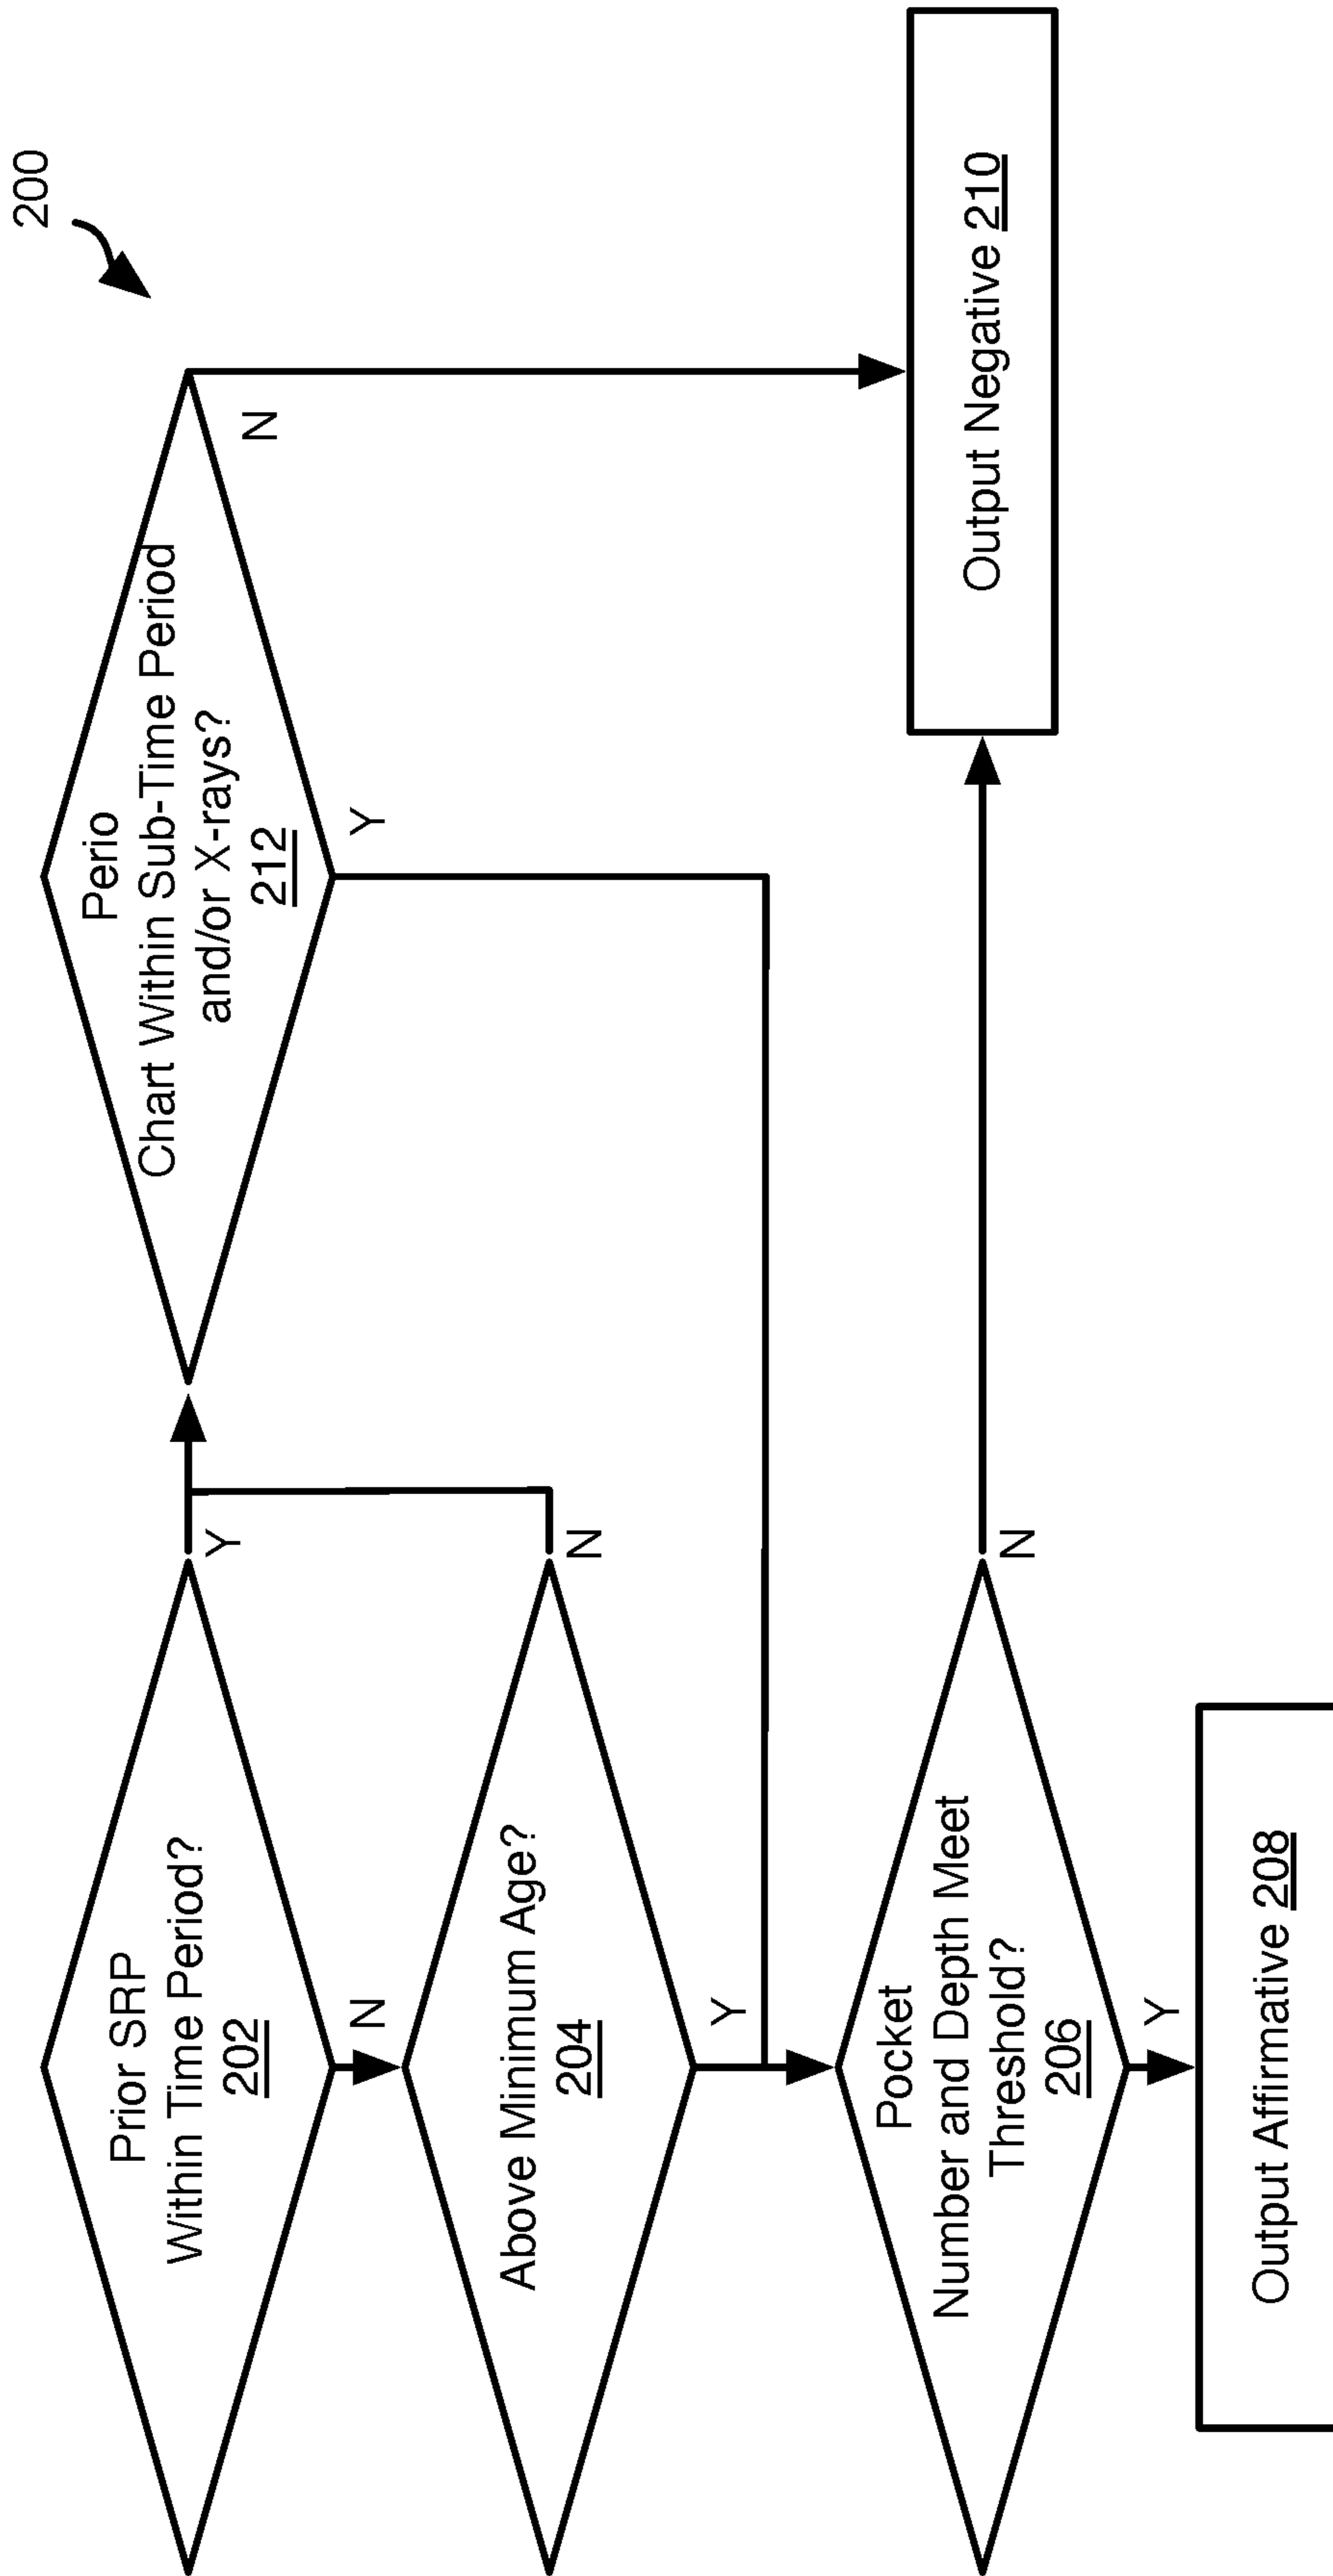 200
Prior SRP
Within Time Period?
202
Y
N
Perio
Chart Within Sub-Time Period
and/or X-rays?
212
N
Y
Above Minimum Age?
204
N
Y
Pocket
Number and Depth Meet
Threshold?
206
N
Y
Output Negative 210
Output Affirmative 208